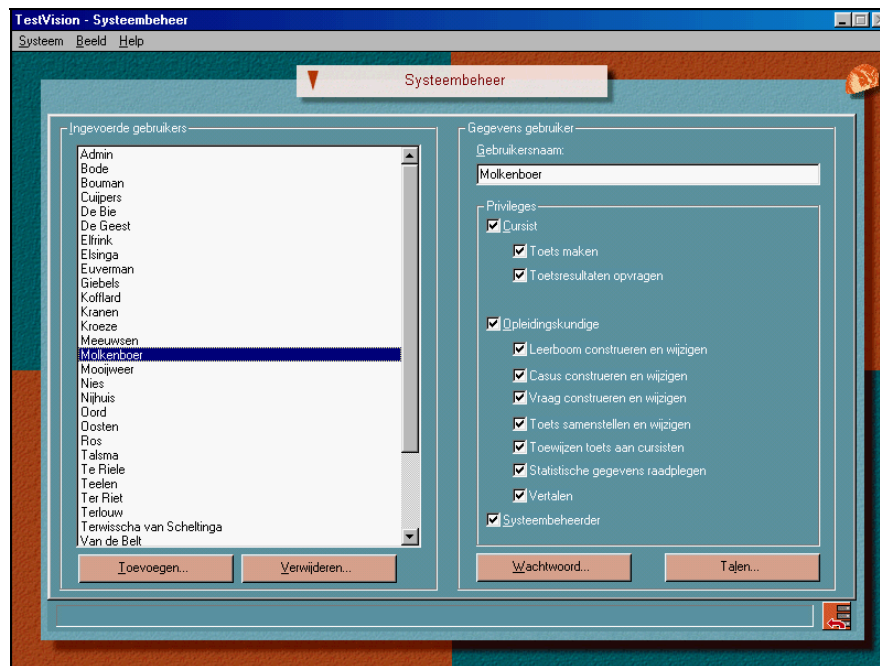 TestVision - Systeembeheer
Systeem Beeld Help
Systeembeheer
Ingevoerde gebruikers
Admin
Bode
Bouman
Cuijpers
De Bie
De Geest
Elfrink
Elsinga
Euverman
Giebels
Kofflard
Kranen
Kroeze
Meeuwsen
Molkenboer
Mooijweer
Nies
Nijhuis
Oord
Oosten
Ros
Talsma
Te Riele
Teelen
Ter Riet
Terlouw
Terwisscha van Scheltinga
Van de Belt
Toevoegen... Verwijderen...
Gegevens gebruiker
Gebruikersnaam:
Molkenboer
Privileges
Cursist
Toets maken
Toetsresultaten opvragen
Opleidingskundige
Leerboom construeren en wijzigen
Casus construeren en wijzigen
Vraag construeren en wijzigen
Toets samenstellen en wijzigen
Toewijzen toets aan cursisten
Statistische gegevens raadplegen
Vertalen
Systeembeheerder
Wachtwoord... Talen...